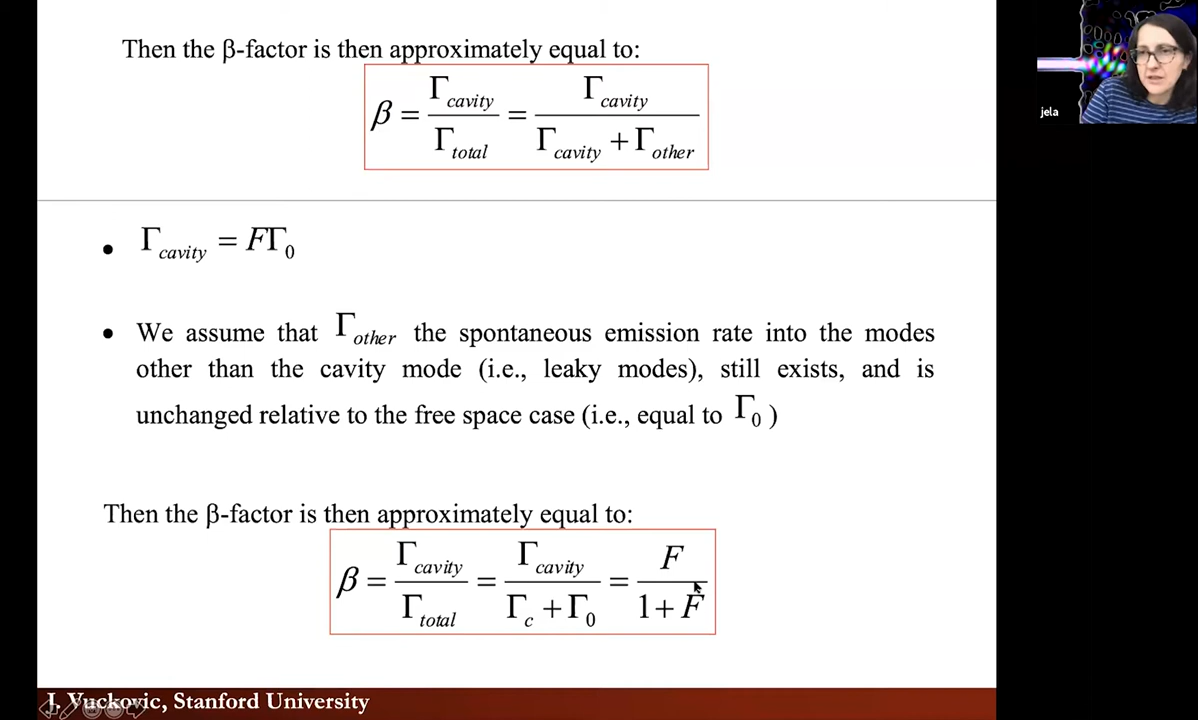 Then the β-factor is then approximately equal to:
β = Γcavity / Γtotal = Γcavity / (Γcavity + Γother)
• Γcavity = FΓ0
• We assume that Γother the spontaneous emission rate into the modes
other than the cavity mode (i.e., leaky modes), still exists, and is
unchanged relative to the free space case (i.e., equal to Γ0 )
Then the β-factor is then approximately equal to:
β = Γcavity / Γtotal = Γcavity / (Γc + Γ0) = F / (1 + F)
J. Vuckovic, Stanford University
jela